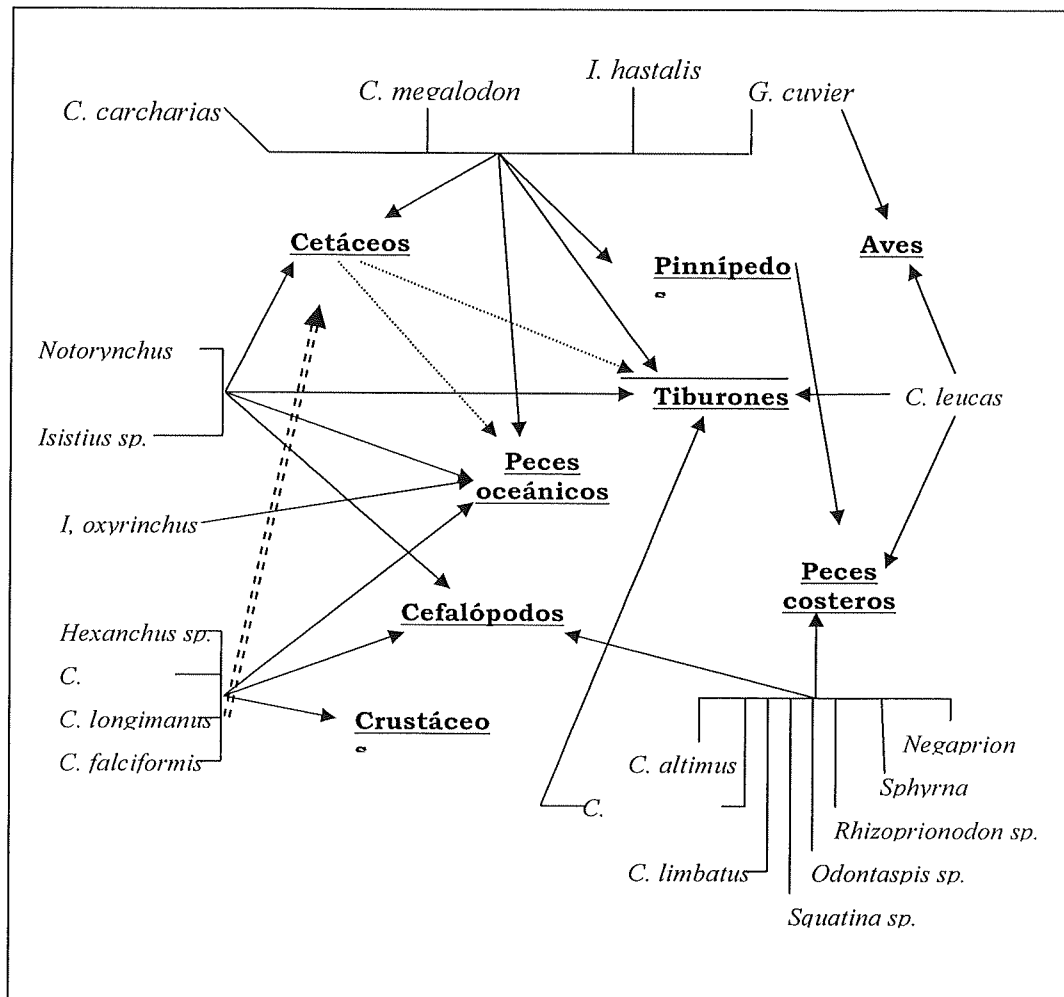 I. hastalis
C. megalodon
G. cuvier
C. carcharias
Cetáceos
Aves
Pinnípedo
s
Notorynchus
Tiburones
C. leucas
Isistius sp.
Peces
oceánicos
I, oxyrinchus
Peces
costeros
Cefalópodos
Hexanchus sp.
C.
C. longimanus
Crustáceo
s
C. falciformis
Negaprion
C. altimus
Sphyrna
C.
Rhizoprionodon sp.
C. limbatus
Odontaspis sp.
Squatina sp.